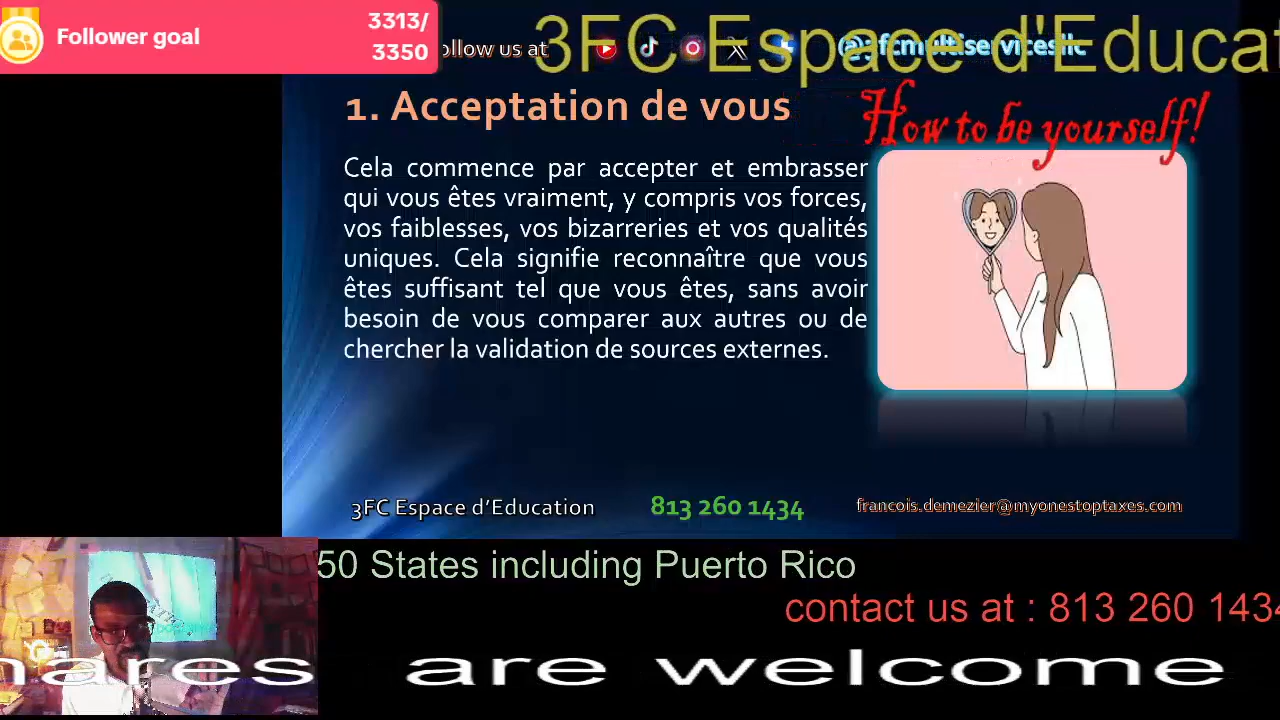 Follower goal
3313/
3350
ollow us at
3FC Espace d'Educat
@3fcmultiservicesllc
1. Acceptation de vous
How to be yourself!
Cela commence par accepter et embrasser
qui vous êtes vraiment, y compris vos forces,
vos faiblesses, vos bizarreries et vos qualités
uniques. Cela signifie reconnaître que vous
êtes suffisant tel que vous êtes, sans avoir
besoin de vous comparer aux autres ou de
chercher la validation de sources externes.
3FC Espace d'Education
813 260 1434
francois.demezier@myonestoptaxes.com
50 States including Puerto Rico
contact us at : 813 260 1434
hares are welcome